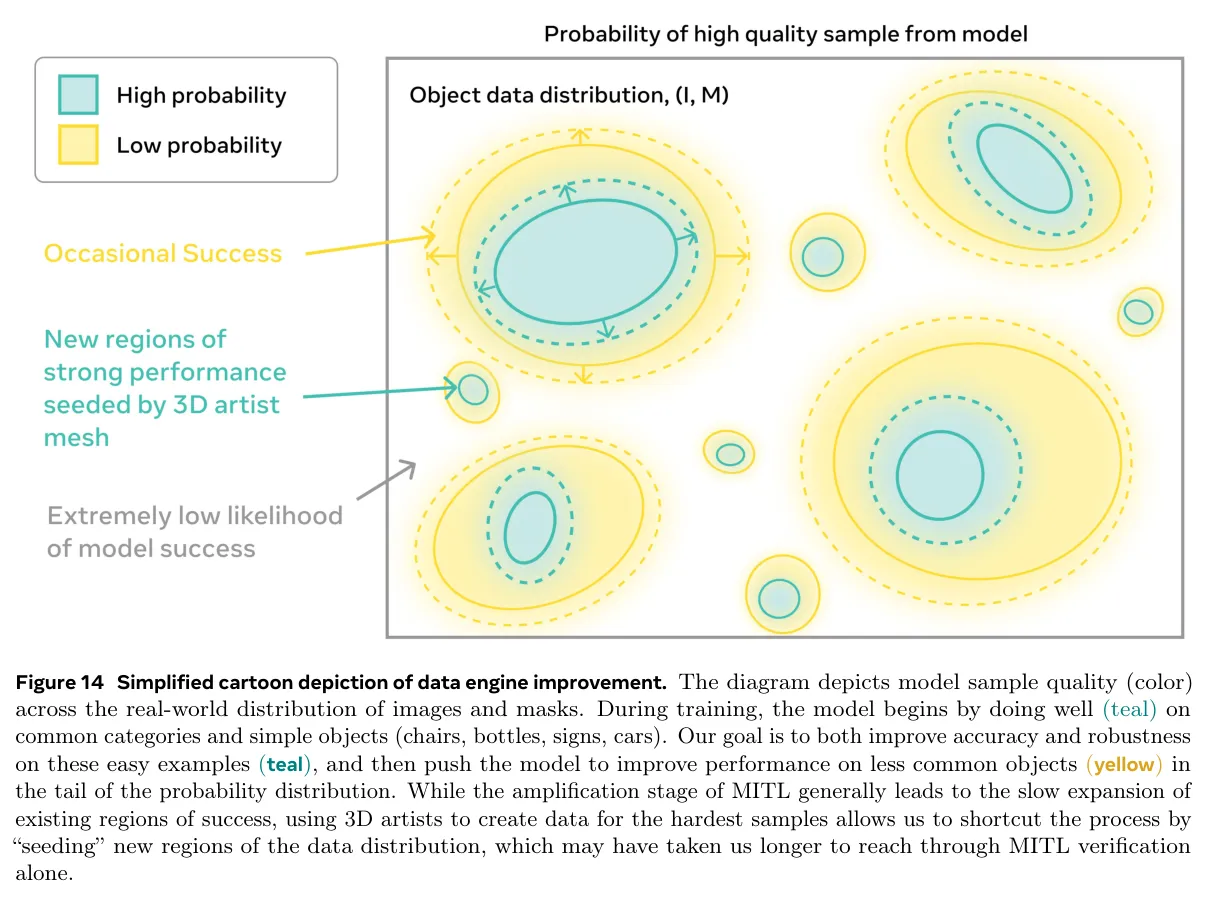 Probability of high quality sample from model
High probability
Low probability
Object data distribution, (I, M)
Occasional Success
New regions of
strong performance
seeded by 3D artist
mesh
Extremely low likelihood
of model success
Figure 14 Simplified cartoon depiction of data engine improvement. The diagram depicts model sample quality (color)
across the real-world distribution of images and masks. During training, the model begins by doing well (teal) on
common categories and simple objects (chairs, bottles, signs, cars). Our goal is to both improve accuracy and robustness
on these easy examples (teal), and then push the model to improve performance on less common objects (yellow) in
the tail of the probability distribution. While the amplification stage of MITL generally leads to the slow expansion of
existing regions of success, using 3D artists to create data for the hardest samples allows us to shortcut the process by
“seeding” new regions of the data distribution, which may have taken us longer to reach through MITL verification
alone.